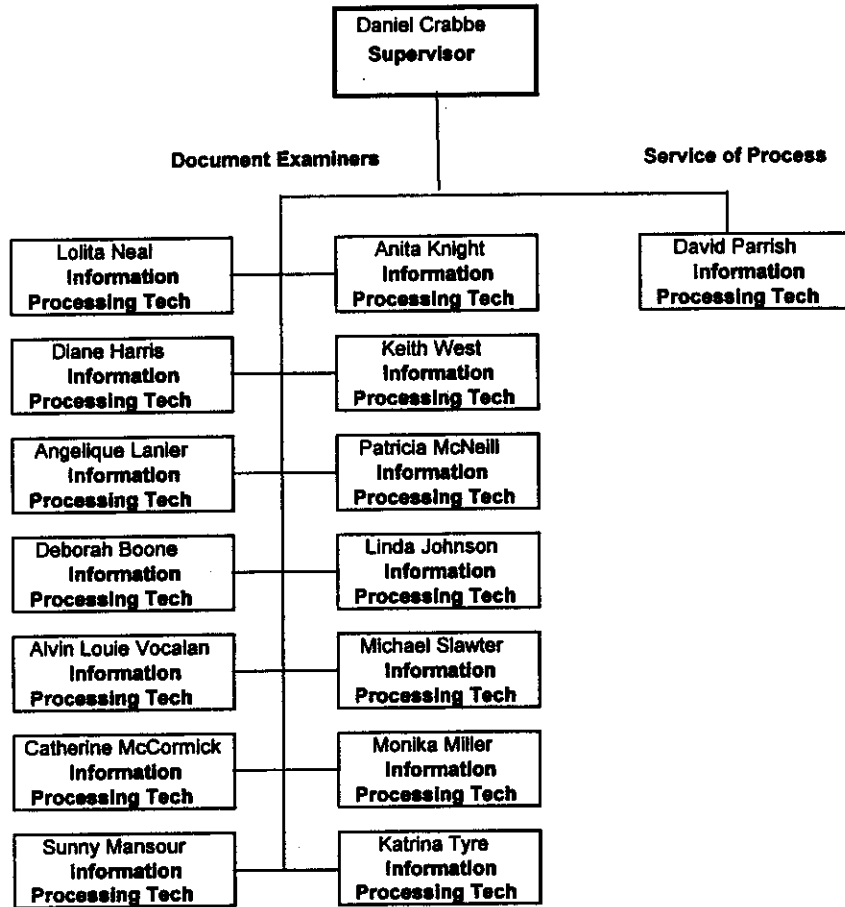 Daniel Crabbe
Supervisor
Document Examiners
Service of Process
Lolita Neal
Information
Processing Tech
Anita Knight
Information
Processing Tech
David Parrish
Information
Processing Tech
Diane Harris
Information
Processing Tech
Keith West
Information
Processing Tech
Angelique Lanier
Information
Processing Tech
Patricia McNeill
Information
Processing Tech
Deborah Boone
Information
Processing Tech
Linda Johnson
Information
Processing Tech
Alvin Louie Vocalan
Information
Processing Tech
Michael Slawter
Information
Processing Tech
Catherine McCormick
Information
Processing Tech
Monika Miller
Information
Processing Tech
Sunny Mansour
Information
Processing Tech
Katrina Tyre
Information
Processing Tech